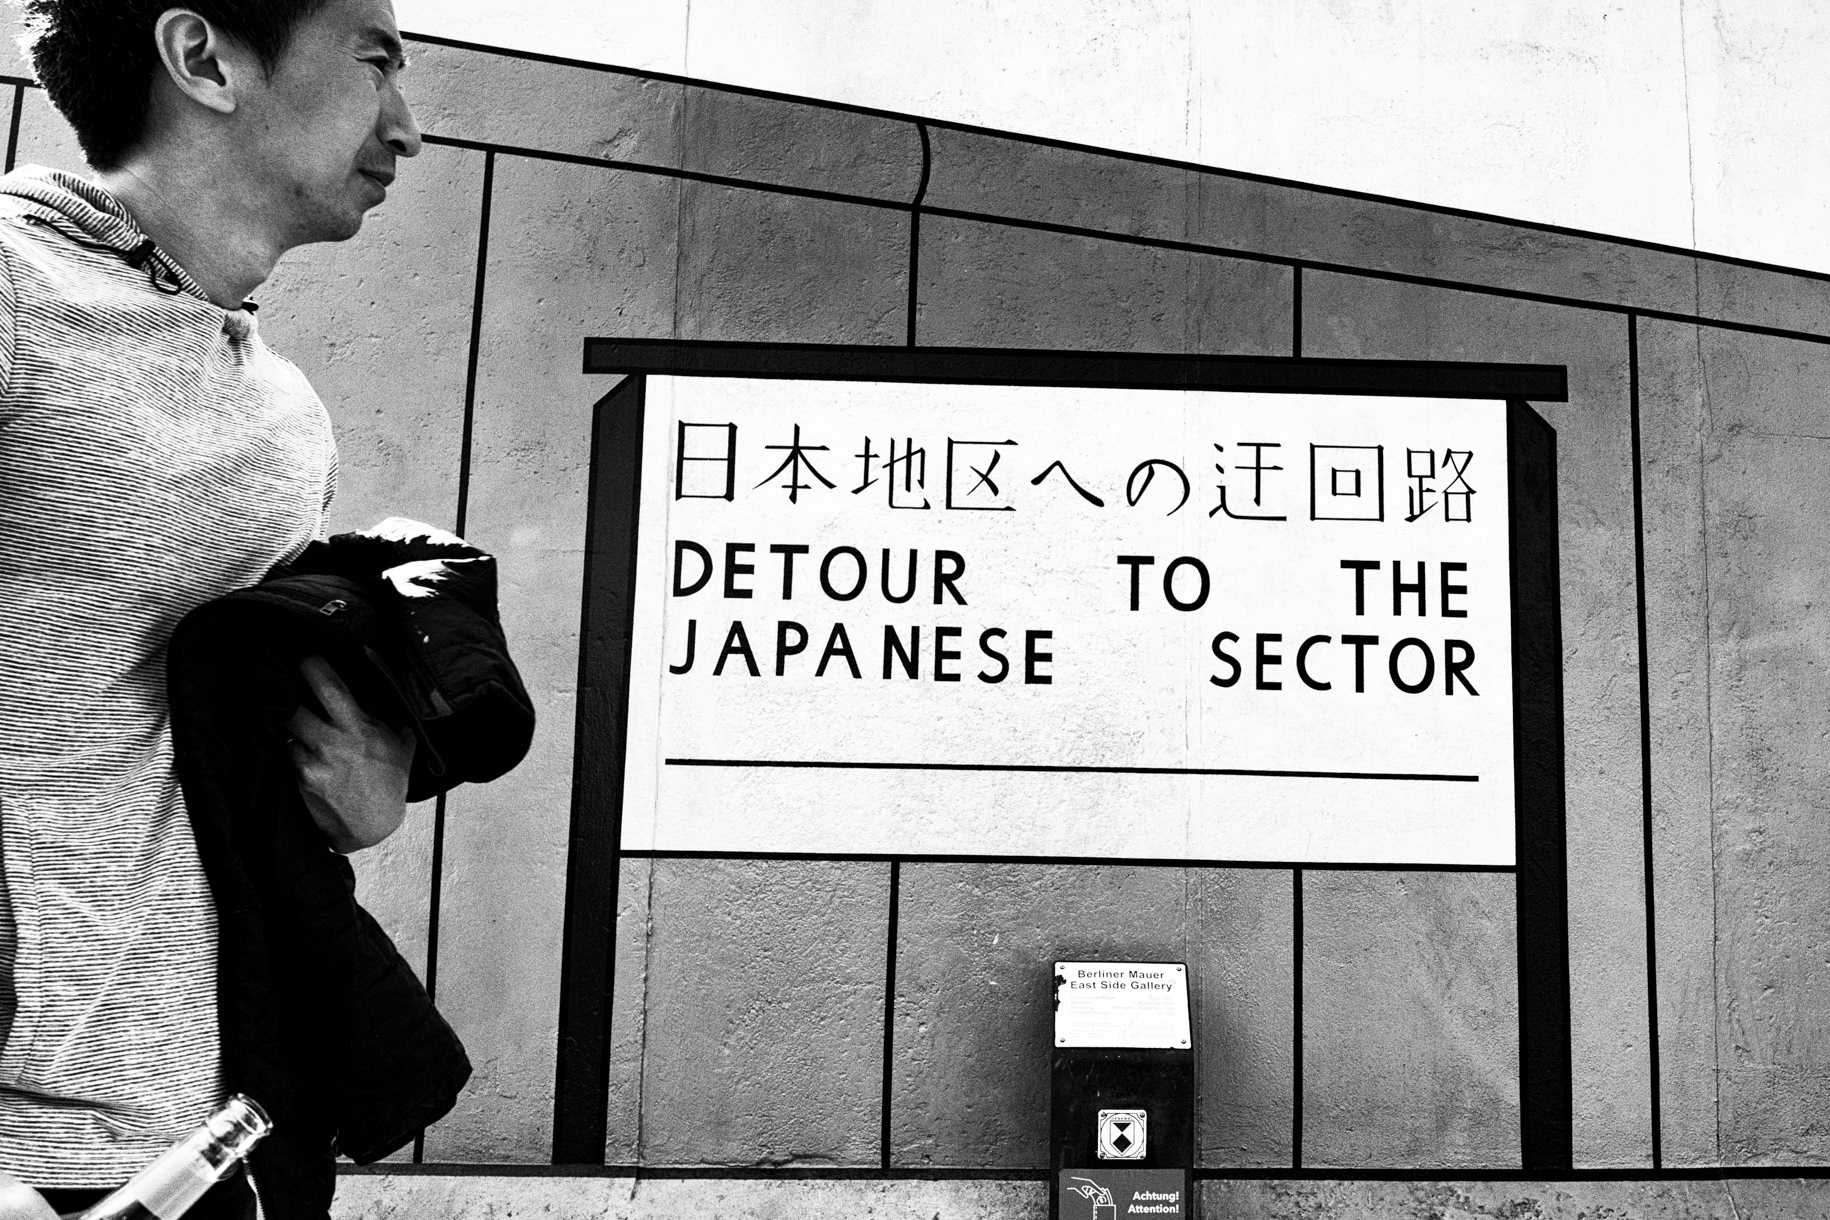 日本地区への迂回路
DETOUR TO THE
JAPANESE SECTOR
Berliner Mauer
East Side Gallery
Achtung!
Attention!